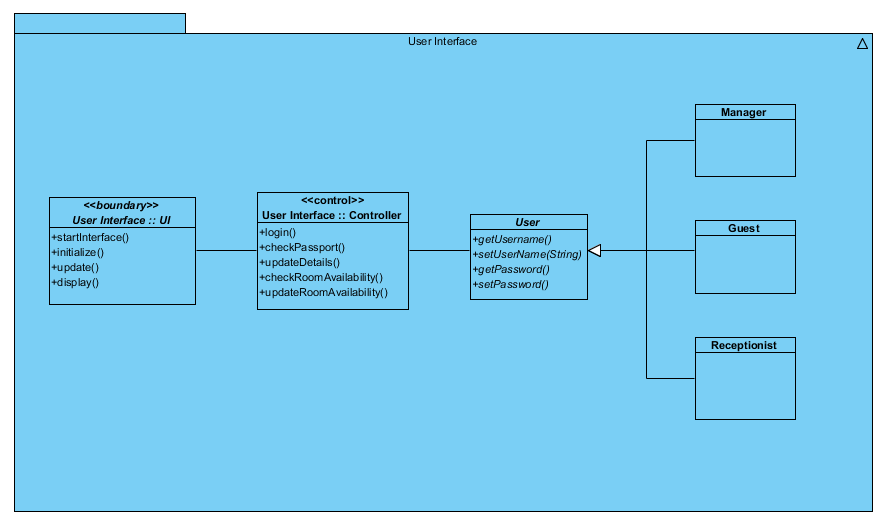 User Interface
<<boundary>>
User Interface :: UI
+startInterface()
+initialize()
+update()
+display()
<<control>>
User Interface :: Controller
+login()
+checkPassport()
+updateDetails()
+checkRoomAvailability()
+updateRoomAvailability()
User
+getUsername()
+setUserName(String)
+getPassword()
+setPassword()
Manager
Guest
Receptionist